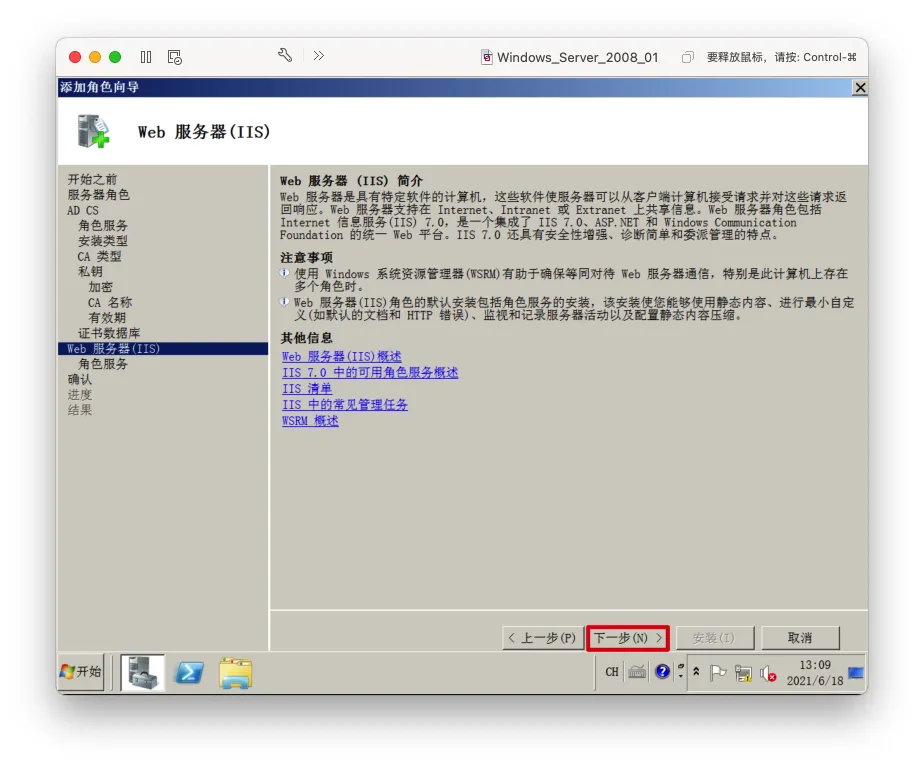 Windows_Server_2008_01
要释放鼠标，请按: Control-⌘
添加角色向导
Web 服务器(IIS)
开始之前
服务器角色
AD CS
角色服务
安装类型
CA 类型
私钥
加密
CA 名称
有效期
证书数据库
Web 服务器(IIS)
角色服务
确认
进度
结果
Web 服务器 (IIS) 简介
Web 服务器是具有特定软件的计算机，这些软件使服务器可以从客户端计算机接受请求并对这些请求返
回响应。Web 服务器支持在 Internet、Intranet 或 Extranet 上共享信息。Web 服务器角色包括
Internet 信息服务(IIS) 7.0，是一个集成了 IIS 7.0、ASP.NET 和 Windows Communication
Foundation 的统一 Web 平台。IIS 7.0 还具有安全性增强、诊断简单和委派管理的特点。
注意事项
使用 Windows 系统资源管理器(WSRM)有助于确保等同对待 Web 服务器通信，特别是此计算机上存在
多个角色时。
Web 服务器(IIS)角色的默认安装包括角色服务的安装，该安装使您能够使用静态内容、进行最小自定
义(如默认的文档和 HTTP 错误)、监视和记录服务器活动以及配置静态内容压缩。
其他信息
Web 服务器(IIS)概述
IIS 7.0 中的可用角色服务概述
IIS 清单
IIS 中的常见管理任务
WSRM 概述
< 上一步(P)
下一步(N) >
安装(I)
取消
开始
CH
13:09
2021/6/18